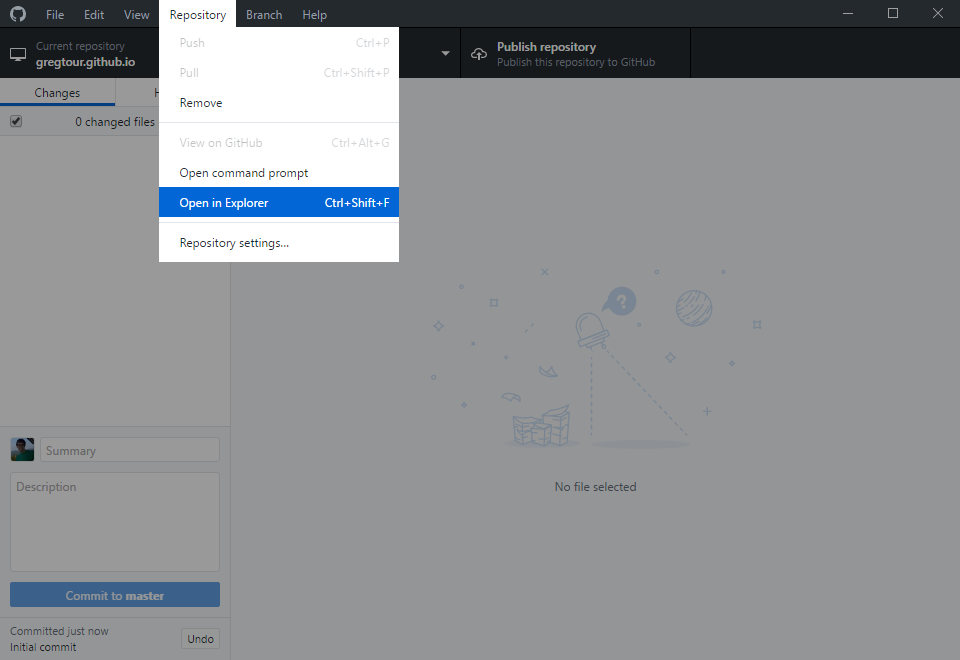 File Edit View Repository Branch Help
Current repository
gregtour.github.io
Publish repository
Publish this repository to GitHub
Push Ctrl+P
Pull Ctrl+Shift+P
Remove
View on GitHub Ctrl+Alt+G
Open command prompt
Open in Explorer Ctrl+Shift+F
Repository settings...
Changes H
0 changed files
?
No file selected
Summary
Description
Commit to master
Committed just now
Initial commit
Undo